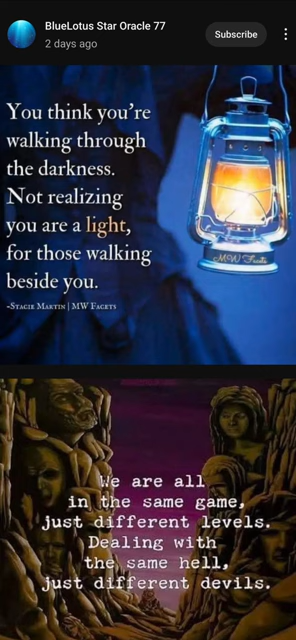 BlueLotus Star Oracle 77
2 days ago
Subscribe
You think you're
walking through
the darkness.
Not realizing
you are a light,
for those walking
beside you.
-Stacie Martin | MW Facets
MW Facets
We are all
in the same game,
just different levels.
Dealing with
the same hell,
just different devils.